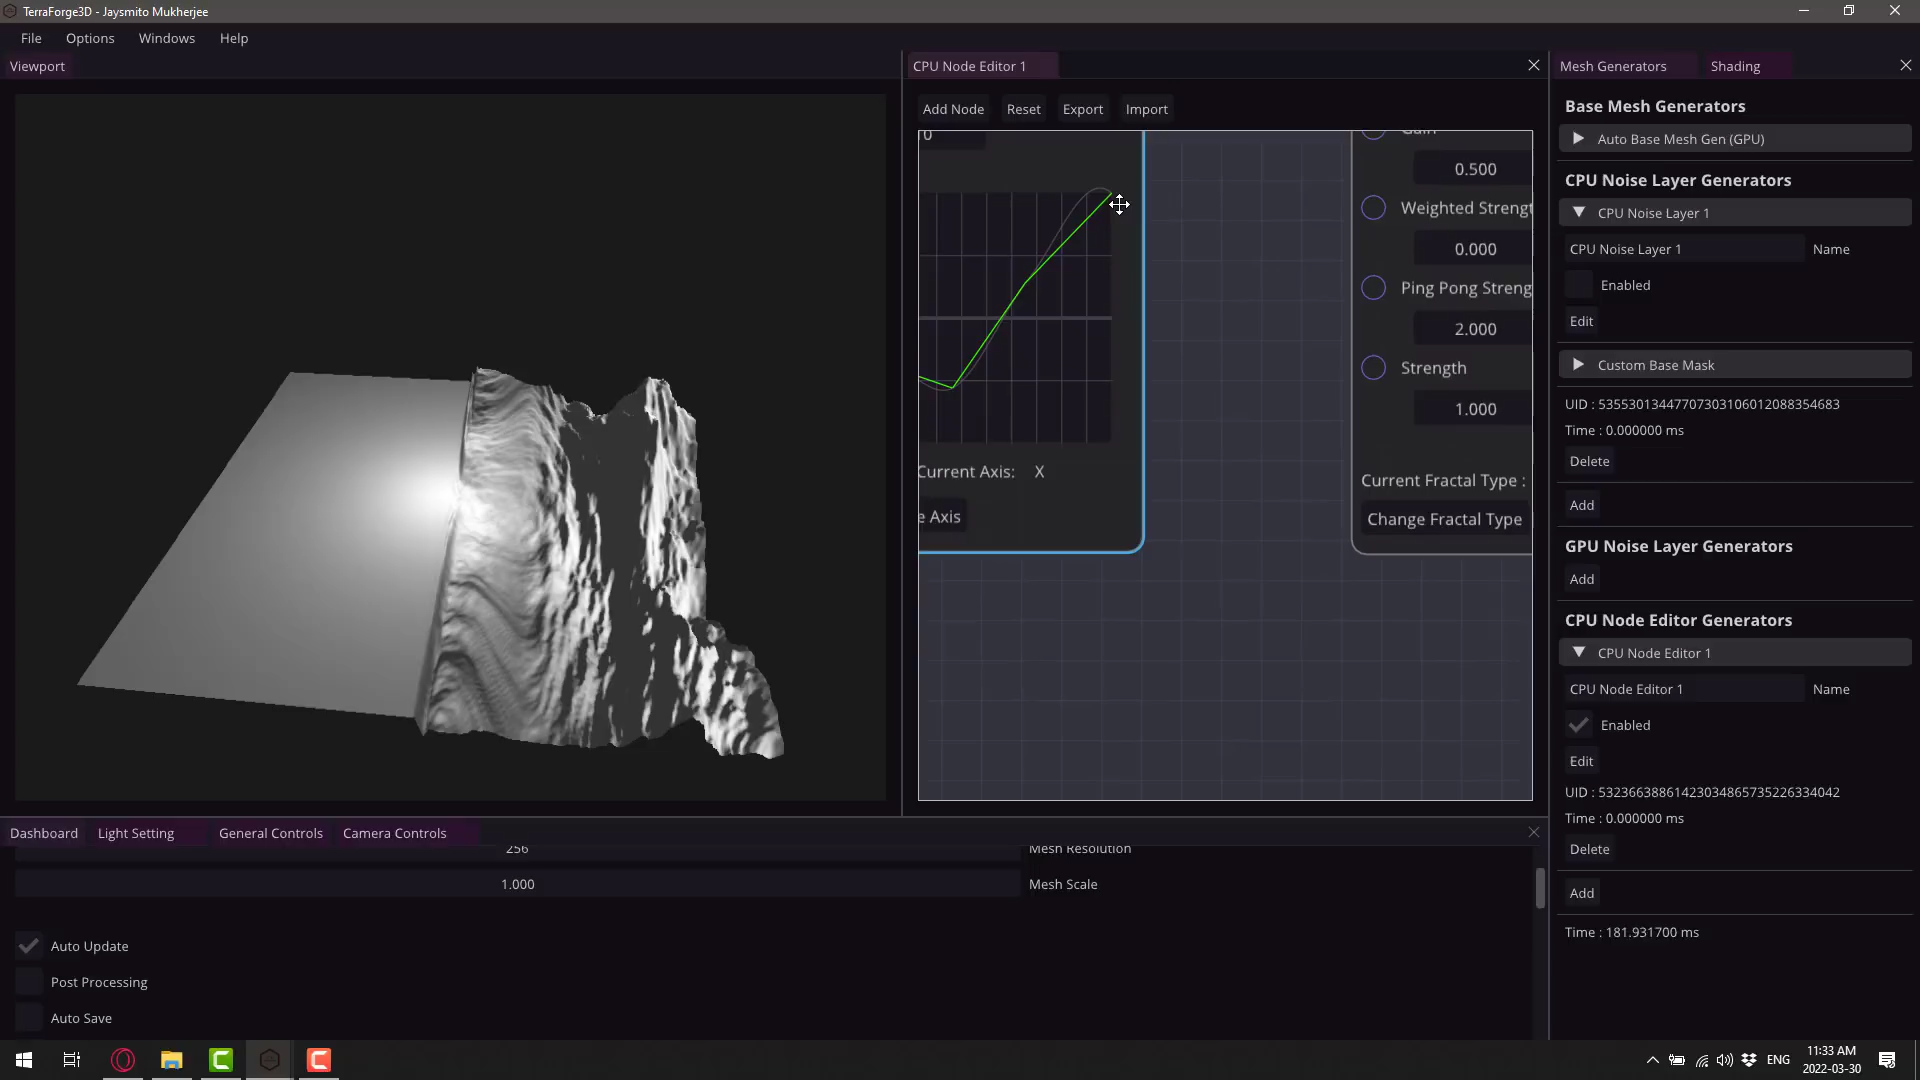 TerraForge3D - Jaysmito Mukherjee
File Options Windows Help
Viewport
CPU Node Editor 1
Mesh Generators Shading
Add Node Reset Export Import
0
Current Axis: X
e Axis
Gain
0.500
Weighted Strengt
0.000
Ping Pong Streng
2.000
Strength
1.000
Current Fractal Type :
Change Fractal Type
Base Mesh Generators
Auto Base Mesh Gen (GPU)
CPU Noise Layer Generators
CPU Noise Layer 1
CPU Noise Layer 1 Name
Enabled
Edit
Custom Base Mask
UID : 53553013447707303106012088354683
Time : 0.000000 ms
Delete
Add
GPU Noise Layer Generators
Add
CPU Node Editor Generators
CPU Node Editor 1
CPU Node Editor 1 Name
Enabled
Edit
UID : 53236638861423034865735226334042
Time : 0.000000 ms
Delete
Add
Time : 181.931700 ms
Dashboard Light Setting General Controls Camera Controls
256 Mesh Resolution
1.000 Mesh Scale
Auto Update
Post Processing
Auto Save
ENG
11:33 AM
2022-03-30